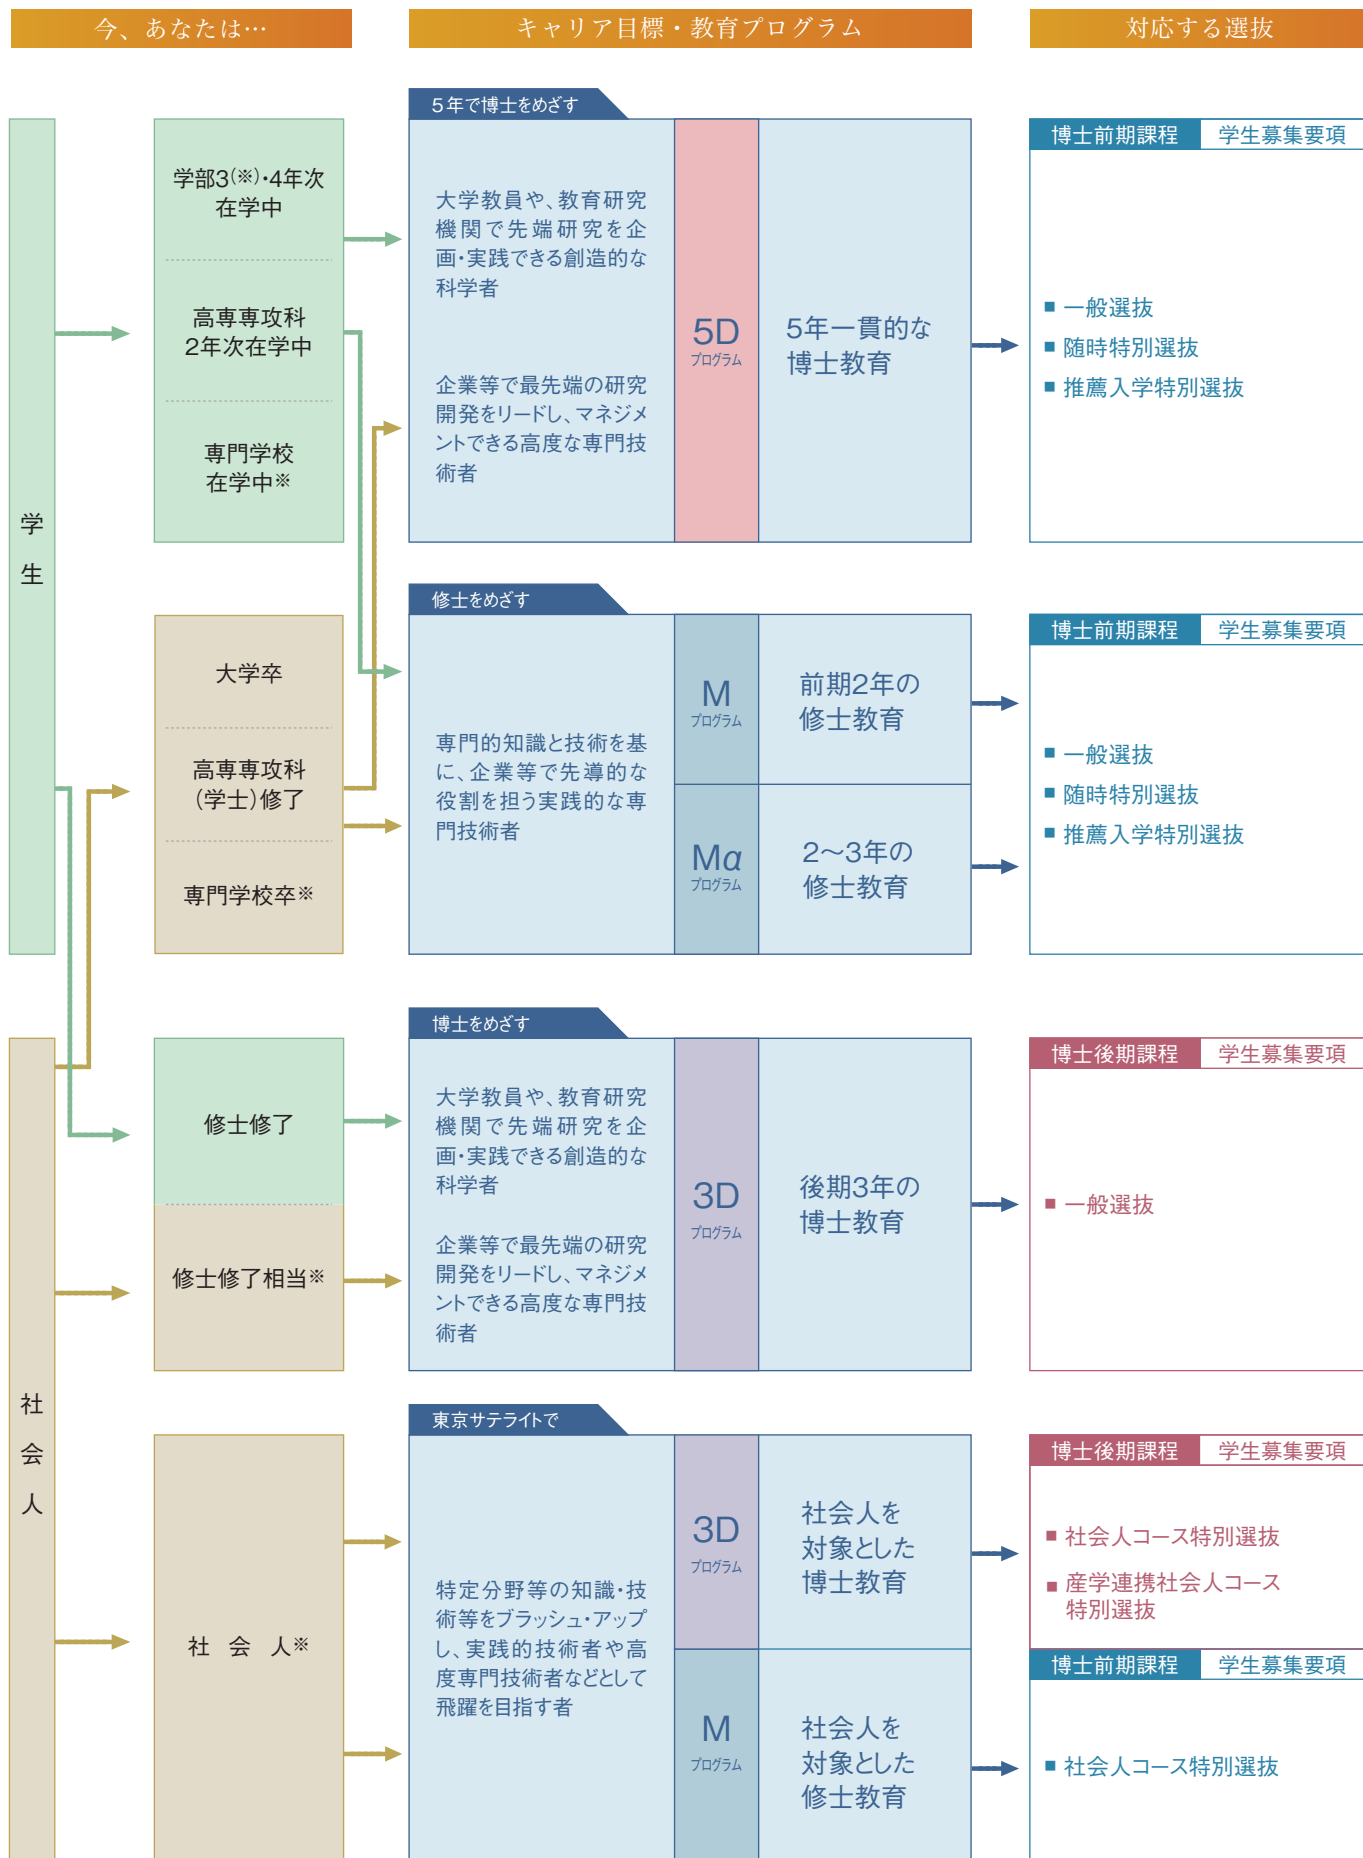 今、あなたは…
キャリア目標・教育プログラム
対応する選抜
学
生
学部3(※)・4年次
在学中
高専専攻科
2年次在学中
専門学校
在学中※
5年で博士をめざす
大学教員や、教育研究
機関で先端研究を企
画・実践できる創造的な
科学者
企業等で最先端の研究
開発をリードし、マネジメ
ントできる高度な専門技
術者
5D
プログラム
5年一貫的な
博士教育
博士前期課程 学生募集要項
■ 一般選抜
■ 随時特別選抜
■ 推薦入学特別選抜
大学卒
高専専攻科
(学士)修了
専門学校卒※
修士をめざす
専門的知識と技術を基
に、企業等で先導的な
役割を担う実践的な専
門技術者
M
プログラム
前期2年の
修士教育
Mα
プログラム
2〜3年の
修士教育
博士前期課程 学生募集要項
■ 一般選抜
■ 随時特別選抜
■ 推薦入学特別選抜
社
会
人
修士修了
修士修了相当※
博士をめざす
大学教員や、教育研究
機関で先端研究を企
画・実践できる創造的な
科学者
企業等で最先端の研究
開発をリードし、マネジメ
ントできる高度な専門技
術者
3D
プログラム
後期3年の
博士教育
博士後期課程 学生募集要項
■ 一般選抜
社 会 人※
東京サテライトで
特定分野等の知識・技
術等をブラッシュ・アップ
し、実践的技術者や高
度専門技術者などとして
飛躍を目指す者
3D
プログラム
社会人を
対象とした
博士教育
M
プログラム
社会人を
対象とした
修士教育
博士後期課程 学生募集要項
■ 社会人コース特別選抜
■ 産学連携社会人コース
特別選抜
博士前期課程 学生募集要項
■ 社会人コース特別選抜